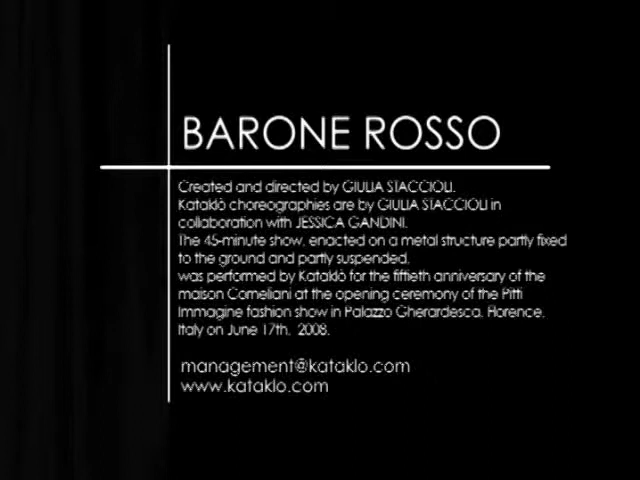 BARONE ROSSO
Created and directed by GIULIA STACCIOLI.
Kataklò choreographies are by GIULIA STACCIOLI in
collaboration with JESSICA GANDINI.
The 45-minute show, enacted on a metal structure partly fixed
to the ground and partly suspended,
was performed by Kataklò for the fiftieth anniversary of the
maison Corneliani at the opening ceremony of the Pitti
Immagine fashion show in Palazzo Gherardesca, Florence,
Italy on June 17th, 2008.
management@kataklo.com
www.kataklo.com